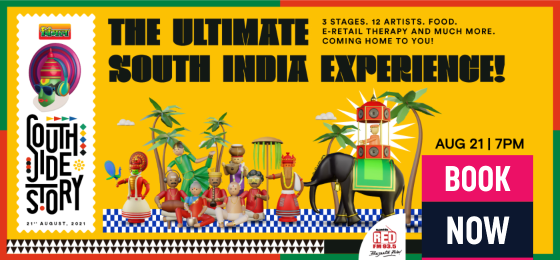 THE ULTIMATE
3 STAGES. 12 ARTISTS. FOOD.
E-RETAIL THERAPY AND MUCH MORE.
COMING HOME TO YOU!
SOUTH INDIA EXPERIENCE!
SOUTH
SIDE
STORY
21ST AUGUST, 2021
AUG 21 | 7PM
BOOK
NOW
RED
FM 93.5